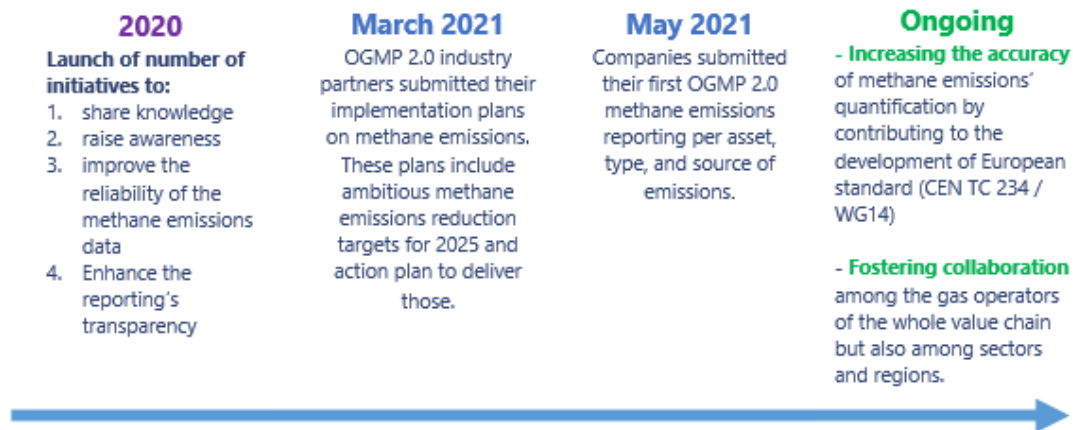 2020
Launch of number of
initiatives to:
1. share knowledge
2. raise awareness
3. improve the
reliability of the
methane emissions
data
4. Enhance the
reporting's
transparency
March 2021
OGMP 2.0 industry
partners submitted their
implementation plans
on methane emissions.
These plans include
ambitious methane
emissions reduction
targets for 2025 and
action plan to deliver
those.
May 2021
Companies submitted
their first OGMP 2.0
methane emissions
reporting per asset,
type, and source of
emissions.
Ongoing
- Increasing the accuracy
of methane emissions'
quantification by
contributing to the
development of European
standard (CEN TC 234 /
WG14)
- Fostering collaboration
among the gas operators
of the whole value chain
but also among sectors
and regions.